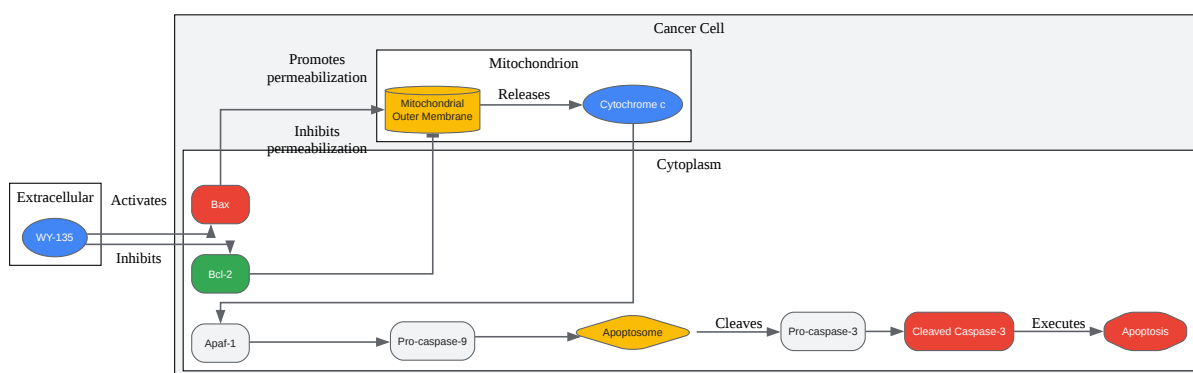 Cancer Cell
Promotes
permeabilization
Mitochondrion
Mitochondrial
Outer Membrane
Releases
Cytochrome c
Inhibits
permeabilization
Cytoplasm
Extracellular
WY-135
Activates
Inhibits
Bax
Bcl-2
Apaf-1
Pro-caspase-9
Apoptosome
Cleaves
Pro-caspase-3
Cleaved Caspase-3
Executes
Apoptosis